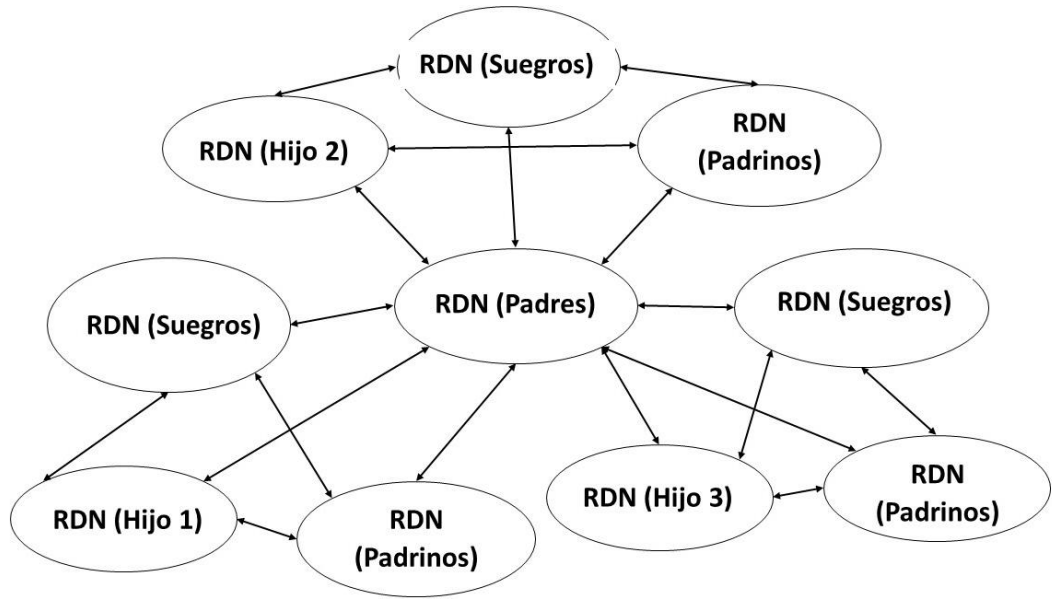 RDN (Suegros)
RDN (Hijo 2)
RDN
(Padrinos)
RDN (Suegros)
RDN (Padres)
RDN (Suegros)
RDN (Hijo 1)
RDN
(Padrinos)
RDN (Hijo 3)
RDN
(Padrinos)